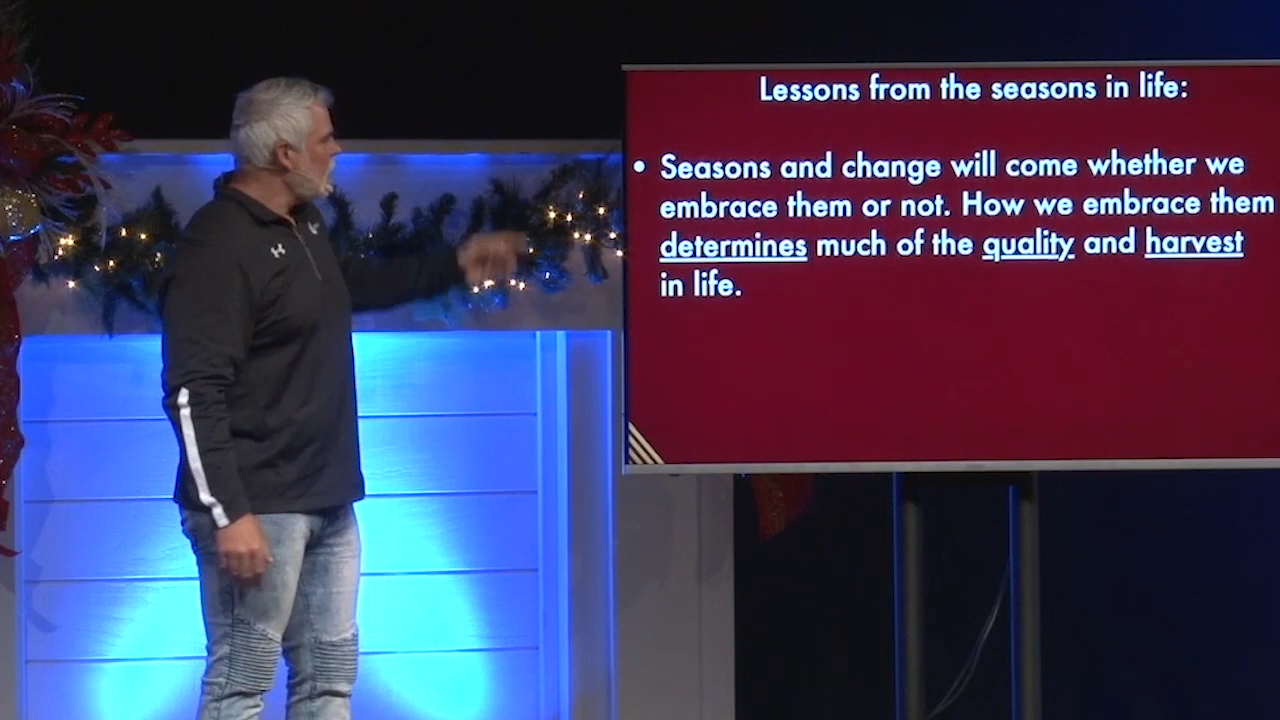 Lessons from the seasons in life:
• Seasons and change will come whether we
embrace them or not. How we embrace them
determines much of the quality and harvest
in life.